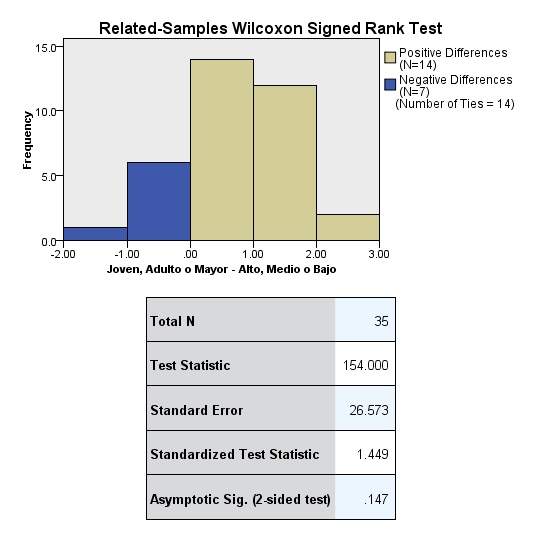 Related-Samples Wilcoxon Signed Rank Test
Positive Differences
(N=14)
Negative Differences
(N=7)
(Number of Ties = 14)
Frequency
15.0
10.0
5.0
0.0
-2.00 -1.00 .00 1.00 2.00 3.00
Joven, Adulto o Mayor - Alto, Medio o Bajo
Total N 35
Test Statistic 154.000
Standard Error 26.573
Standardized Test Statistic 1.449
Asymptotic Sig. (2-sided test) .147